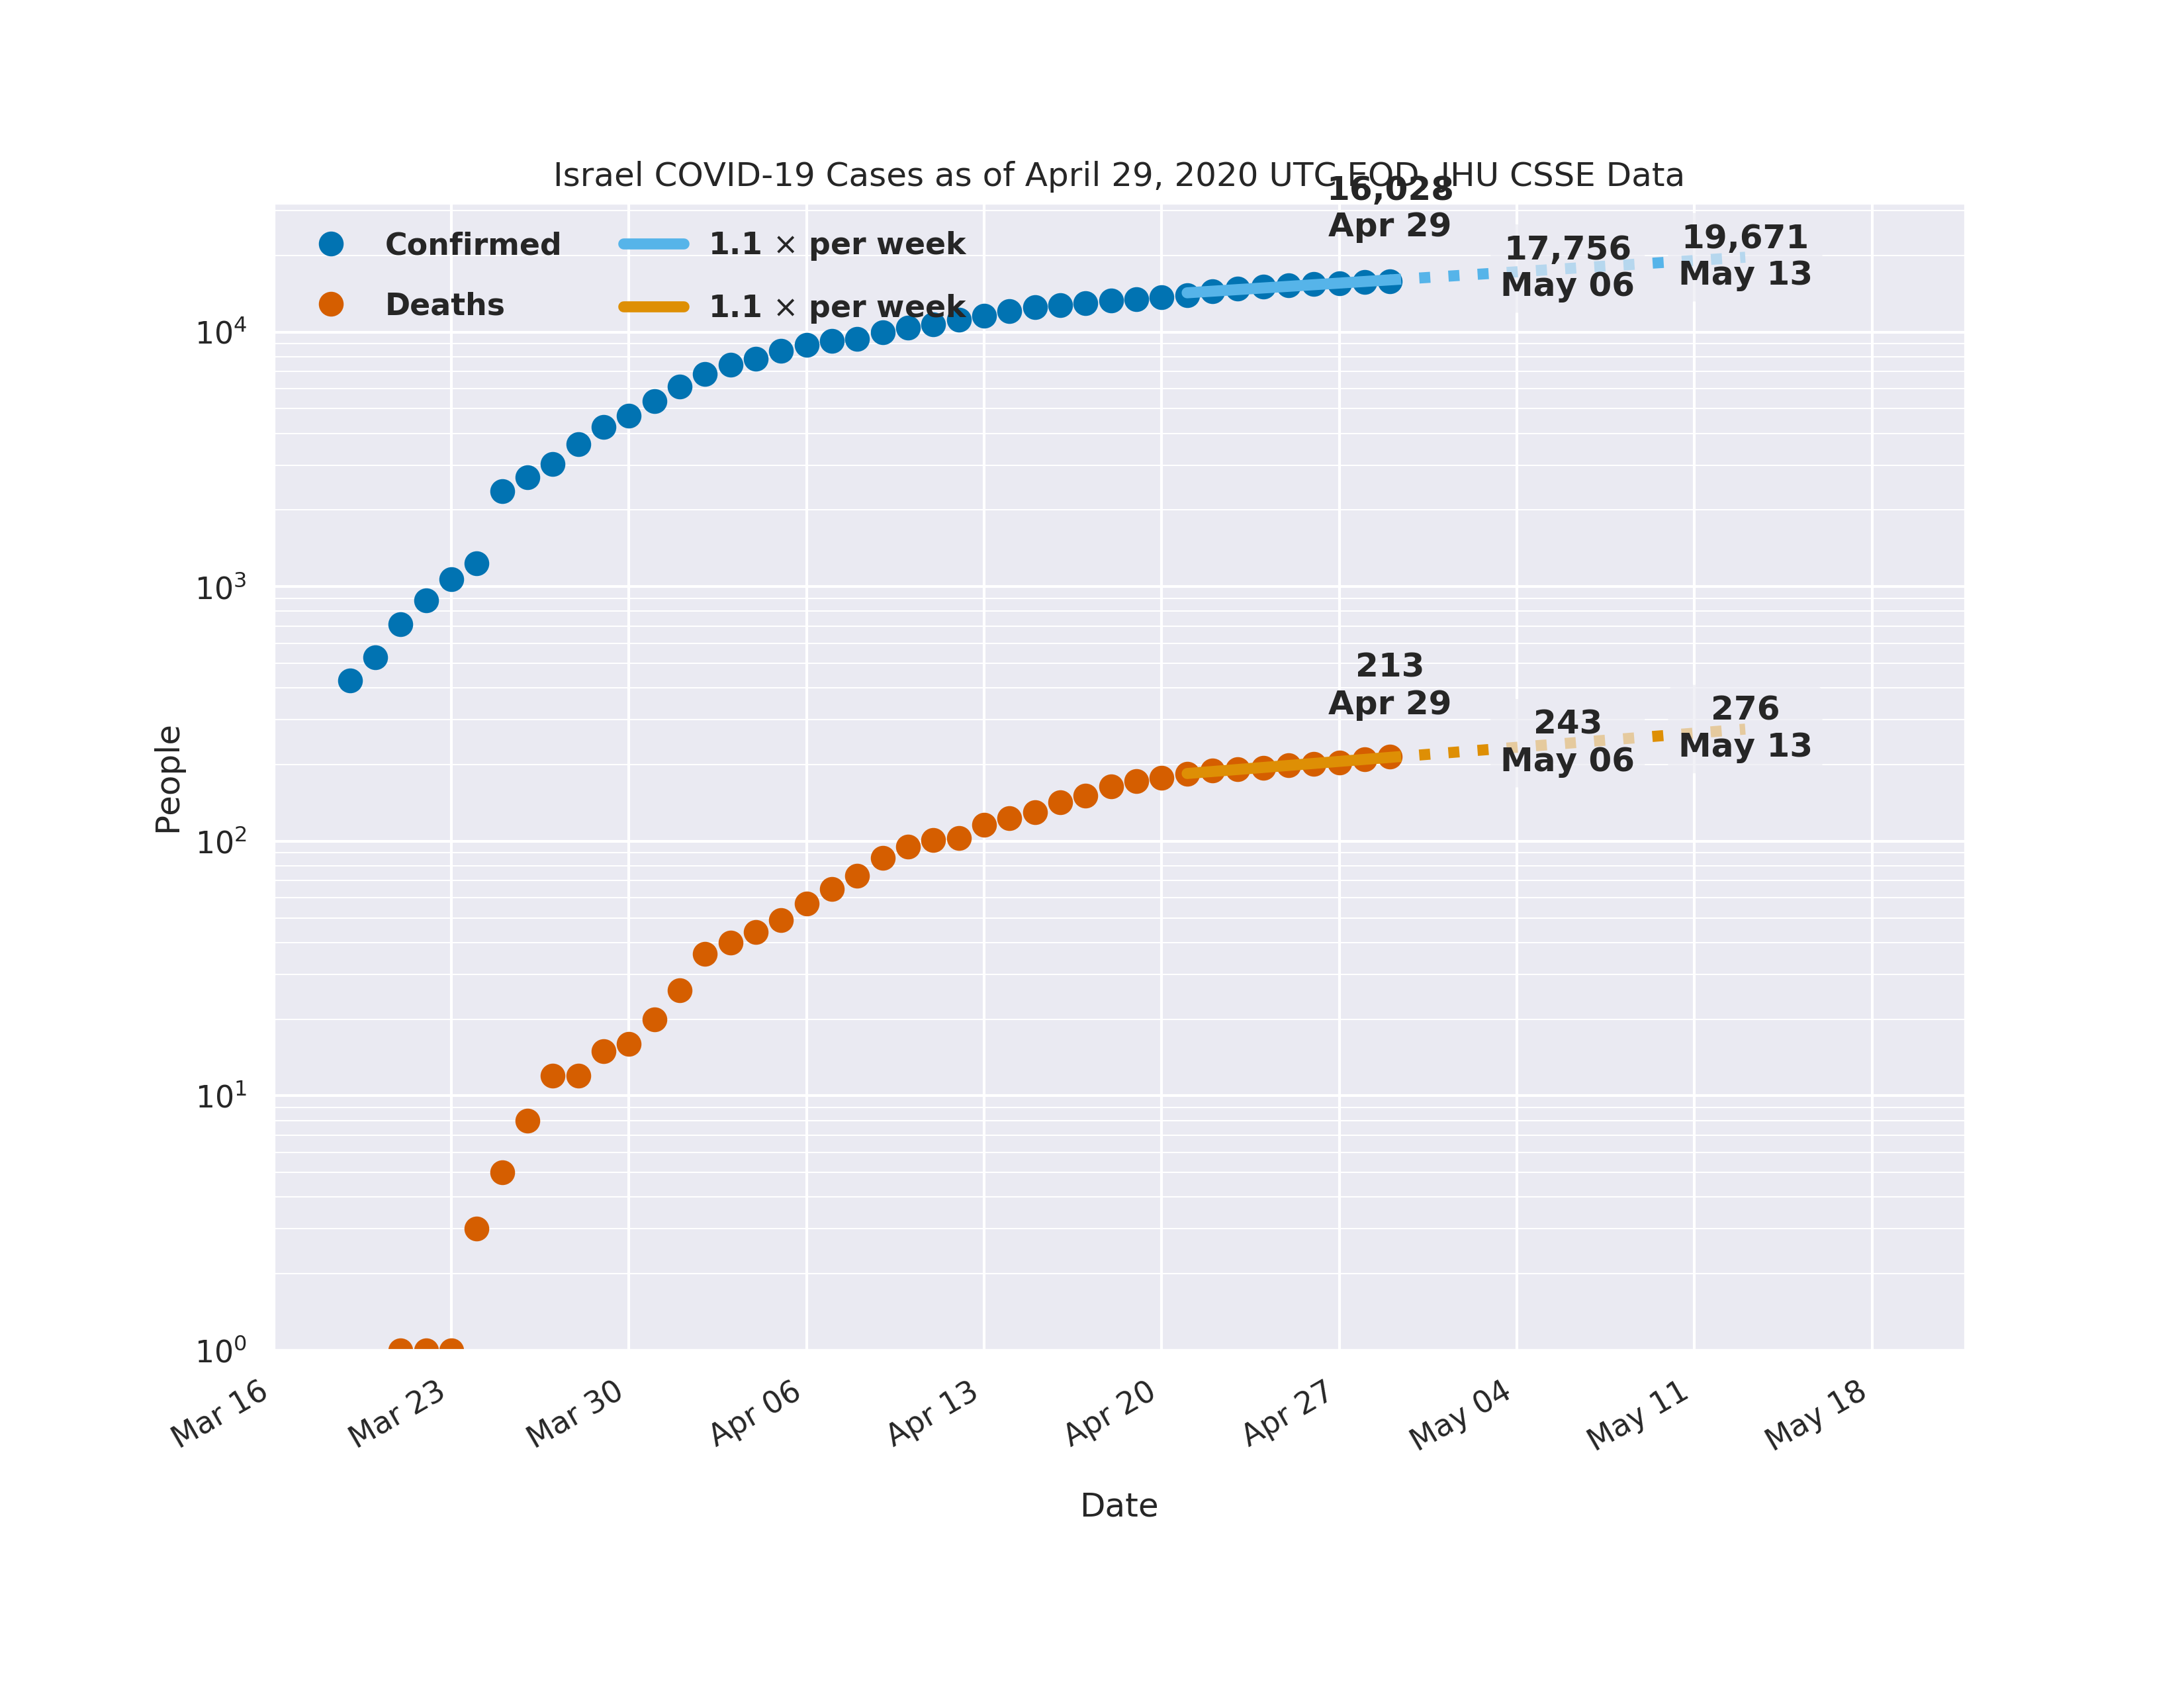 Israel COVID-19 Cases as of April 29, 2020 UTC EOD, JHU CSSE Data
16,028
Apr 29
17,756
May 06
19,671
May 13
Confirmed
Deaths
1.1 × per week
1.1 × per week
213
Apr 29
243
May 06
276
May 13
People
10⁴
10³
10²
10¹
10⁰
Mar 16
Mar 23
Mar 30
Apr 06
Apr 13
Apr 20
Apr 27
May 04
May 11
May 18
Date